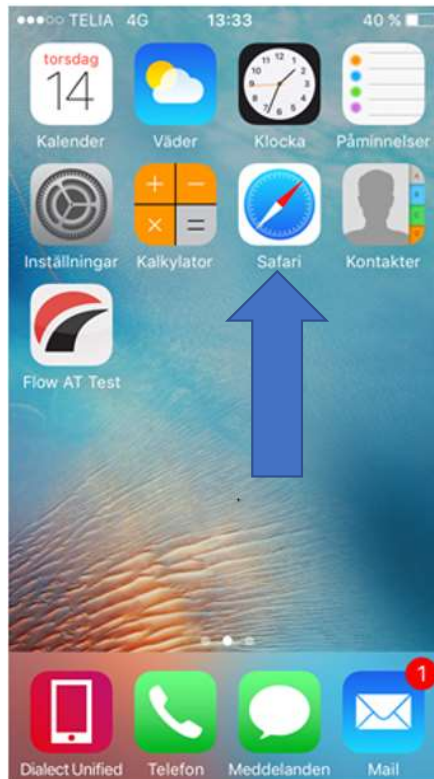 TELIA 4G 13:33 40 %
torsdag
14
Kalender Väder Klocka Påminnelser
Inställningar Kalkylator Safari Kontakter
Flow AT Test
1
Dialect Unified Telefon Meddelanden Mail